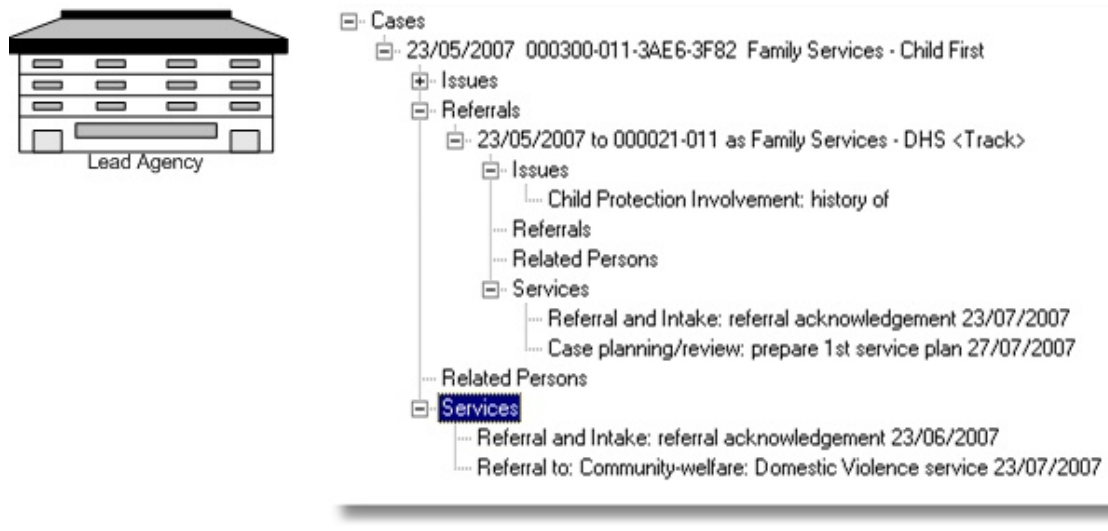 Lead Agency
Cases
23/05/2007 000300-011-3AE6-3F82 Family Services - Child First
Issues
Referrals
23/05/2007 to 000021-011 as Family Services - DHS <Track>
Issues
Child Protection Involvement: history of
Referrals
Related Persons
Services
Referral and Intake: referral acknowledgement 23/07/2007
Case planning/review: prepare 1st service plan 27/07/2007
Related Persons
Services
Referral and Intake: referral acknowledgement 23/06/2007
Referral to: Community-welfare: Domestic Violence service 23/07/2007